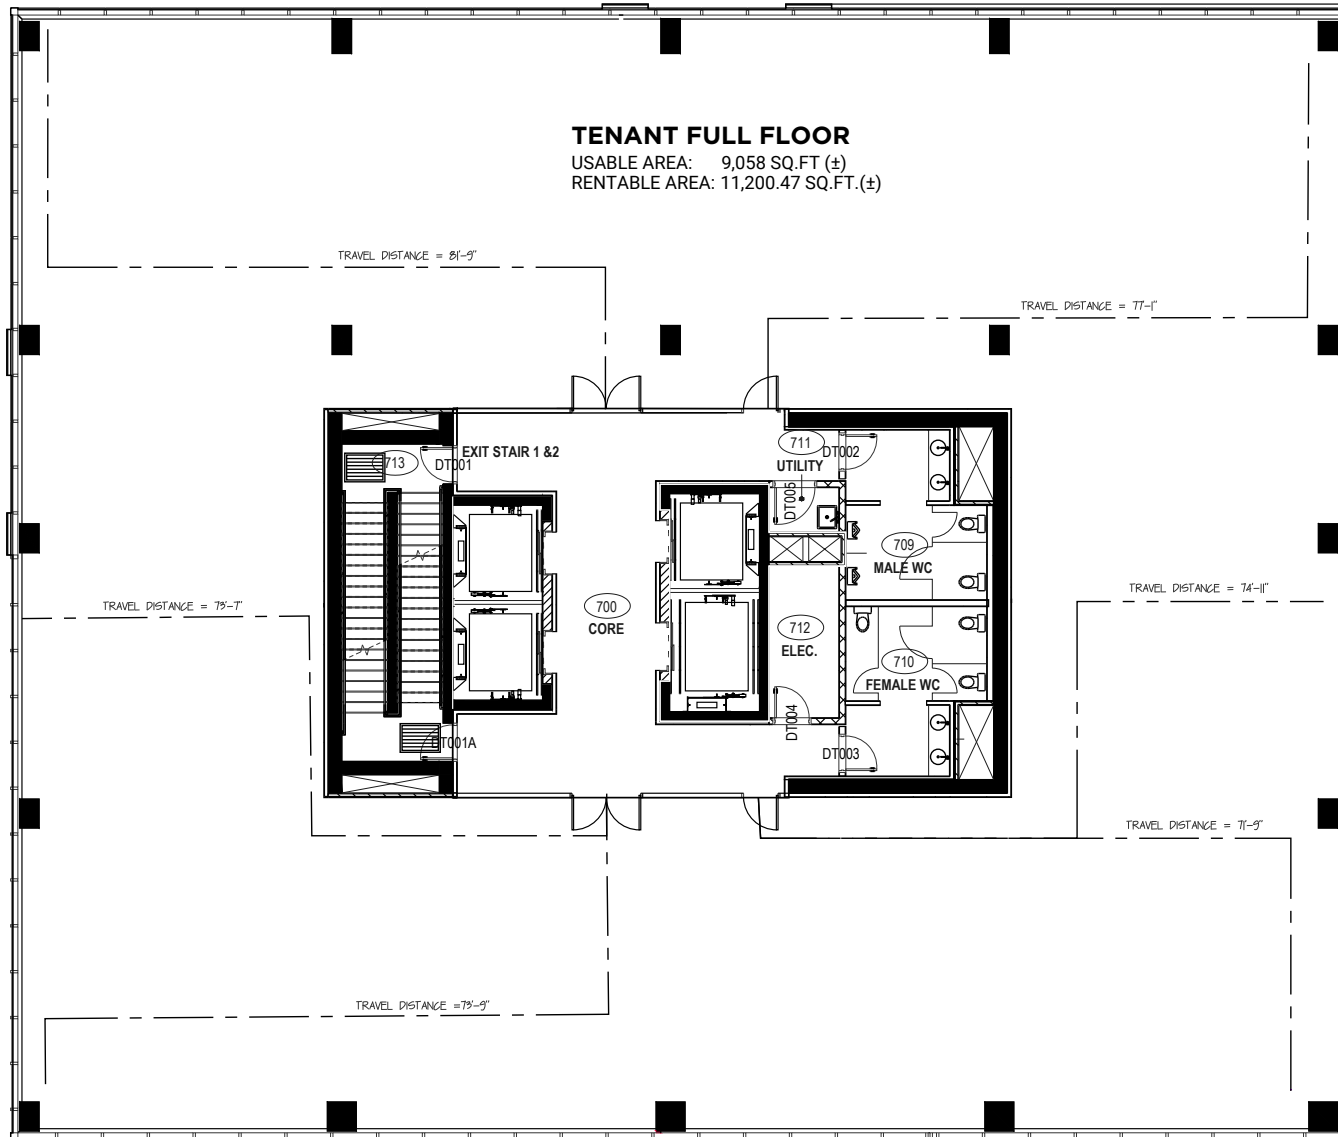 TENANT FULL FLOOR
USABLE AREA: 9,058 SQ.FT (±)
RENTABLE AREA: 11,200.47 SQ.FT.(±)
TRAVEL DISTANCE = 81'-9"
TRAVEL DISTANCE = 77'-1"
713
DT001
EXIT STAIR 1 &2
711
UTILITY
DT002
DT005
709
MALE WC
700
CORE
712
ELEC.
710
FEMALE WC
TRAVEL DISTANCE = 73'-7"
TRAVEL DISTANCE = 74'-11"
DT001A
DT004
DT003
TRAVEL DISTANCE = 71'-9"
TRAVEL DISTANCE =73'-9"